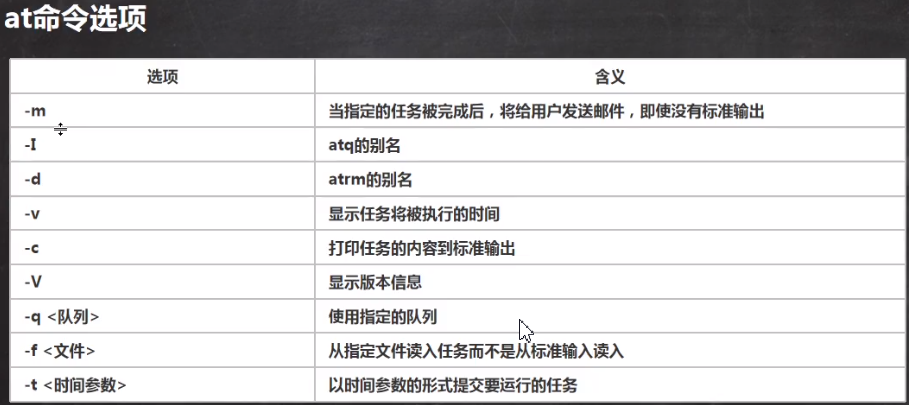 at命令选项
选项 含义
-m 当指定的任务被完成后，将给用户发送邮件，即使没有标准输出
-I atq的别名
-d atrm的别名
-v 显示任务将被执行的时间
-c 打印任务的内容到标准输出
-V 显示版本信息
-q <队列> 使用指定的队列
-f <文件> 从指定文件读入任务而不是从标准输入读入
-t <时间参数> 以时间参数的形式提交要运行的任务